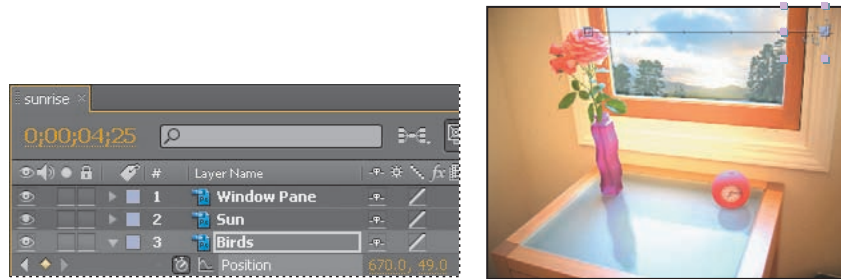 sunrise ×
0;00;04;25
# Layer Name fx
1 Window Pane
2 Sun
3 Birds
Position 670.0, 49.0